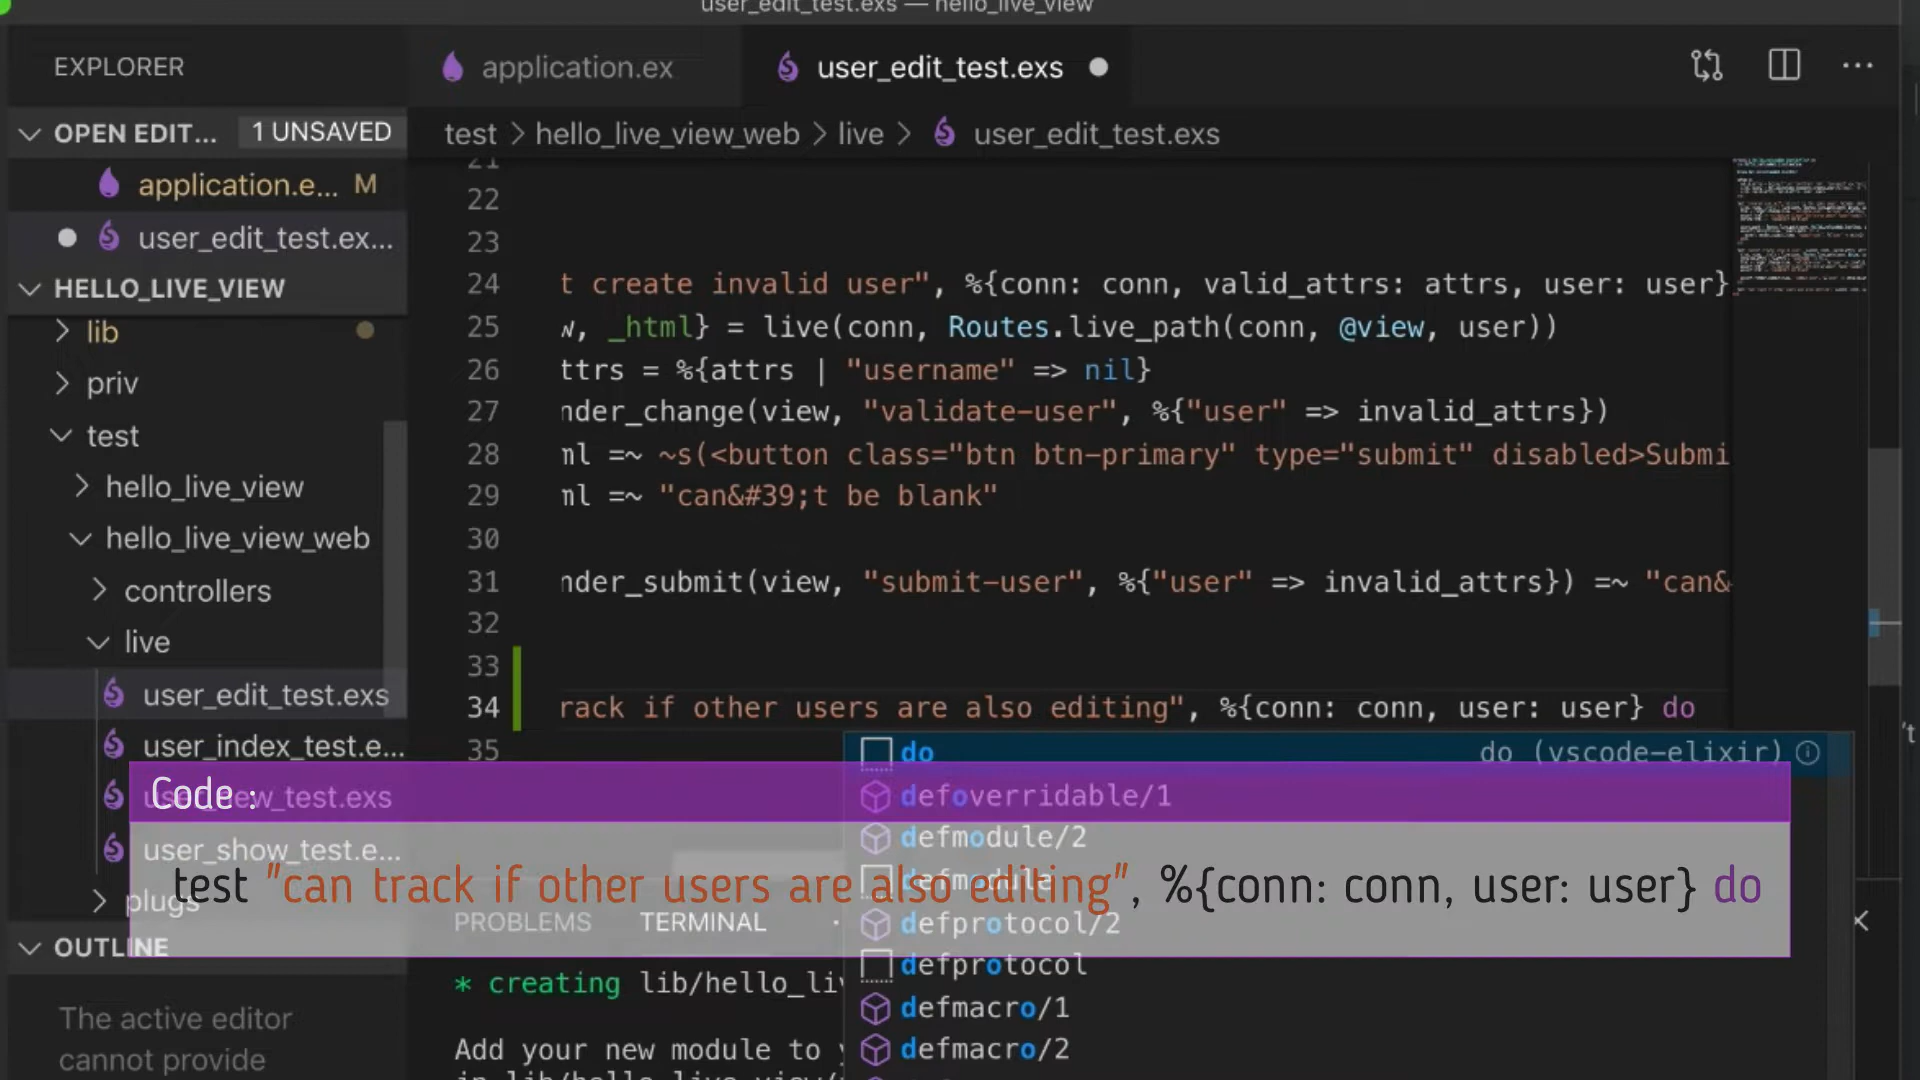 user_edit_test.exs — hello_live_view
EXPLORER
application.ex
user_edit_test.exs
OPEN EDIT... 1 UNSAVED
test > hello_live_view_web > live > user_edit_test.exs
application.e... M
user_edit_test.ex...
HELLO_LIVE_VIEW
lib
priv
test
hello_live_view
hello_live_view_web
controllers
live
user_edit_test.exs
user_index_test.e...
user_show_test.e...
plugs
OUTLINE
The active editor
cannot provide
21
22
23
24 t create invalid user", %{conn: conn, valid_attrs: attrs, user: user}
25 w, _html} = live(conn, Routes.live_path(conn, @view, user))
26 ttrs = %{attrs | "username" => nil}
27 nder_change(view, "validate-user", %{"user" => invalid_attrs})
28 ml =~ ~s(<button class="btn btn-primary" type="submit" disabled>Submi
29 ml =~ "can&#39;t be blank"
30
31 nder_submit(view, "submit-user", %{"user" => invalid_attrs}) =~ "can&
32
33
34 rack if other users are also editing", %{conn: conn, user: user} do
35
do do (vscode-elixir)
defoverridable/1
defmodule/2
defmodule
defprotocol/2
defprotocol
defmacro/1
defmacro/2
Code :
test "can track if other users are also editing", %{conn: conn, user: user} do
PROBLEMS TERMINAL
* creating lib/hello_li
Add your new module to
't